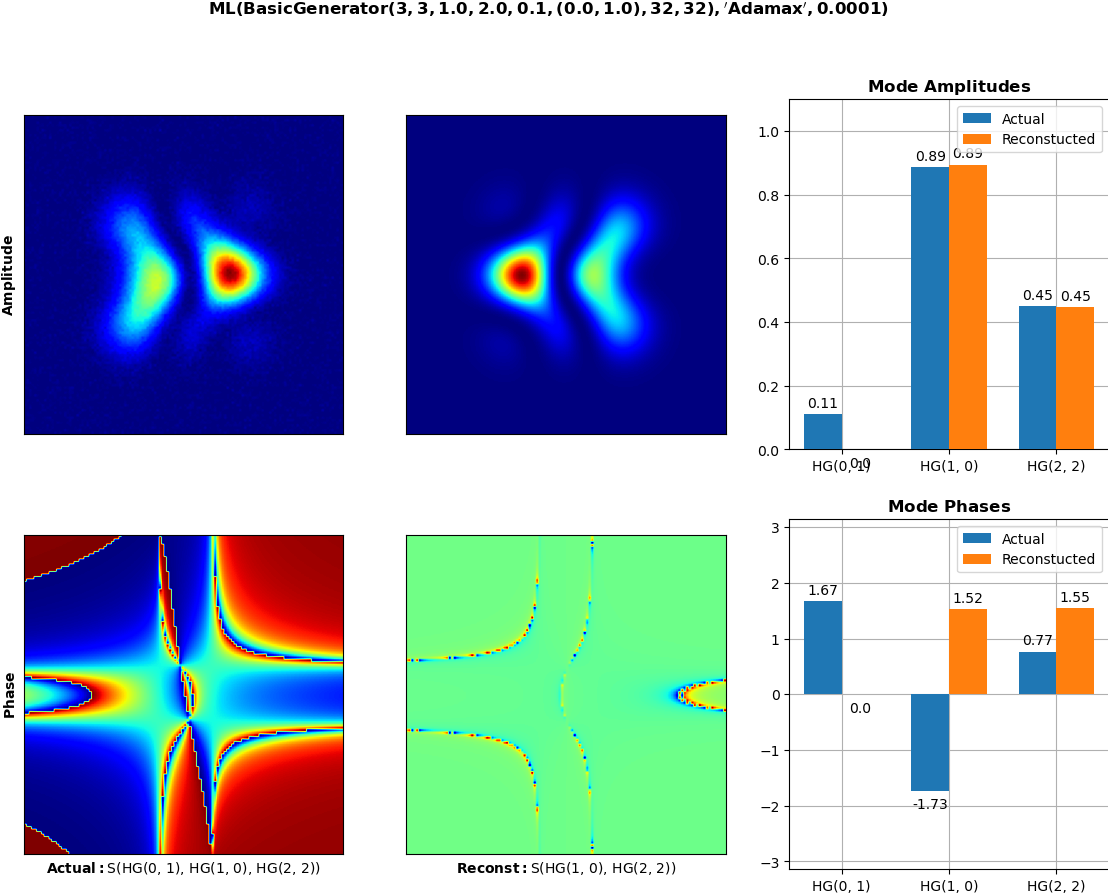 ML(BasicGenerator(3, 3, 1.0, 2.0, 0.1, (0.0, 1.0), 32, 32), ′Adamax′, 0.0001)
Amplitude
Mode Amplitudes
Actual
Reconstucted
1.0
0.8
0.6
0.4
0.2
0.0
0.11
0.0
0.89
0.89
0.45
0.45
HG(0, 1)
HG(1, 0)
HG(2, 2)
Phase
Actual: S(HG(0, 1), HG(1, 0), HG(2, 2))
Reconst: S(HG(1, 0), HG(2, 2))
Mode Phases
Actual
Reconstucted
3
2
1
0
−1
−2
−3
1.67
0.0
-1.73
1.52
0.77
1.55
HG(0, 1)
HG(1, 0)
HG(2, 2)